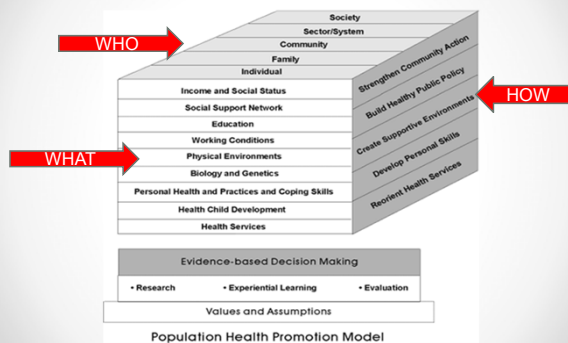 WHO
Society
Sector/System
Community
Family
Individual
Strengthen Community Action
Build Healthy Public Policy
Create Supportive Environments
Develop Personal Skills
Reorient Health Services
HOW
WHAT
Income and Social Status
Social Support Network
Education
Working Conditions
Physical Environments
Biology and Genetics
Personal Health and Practices and Coping Skills
Health Child Development
Health Services
Evidence-based Decision Making
• Research • Experiential Learning • Evaluation
Values and Assumptions
Population Health Promotion Model